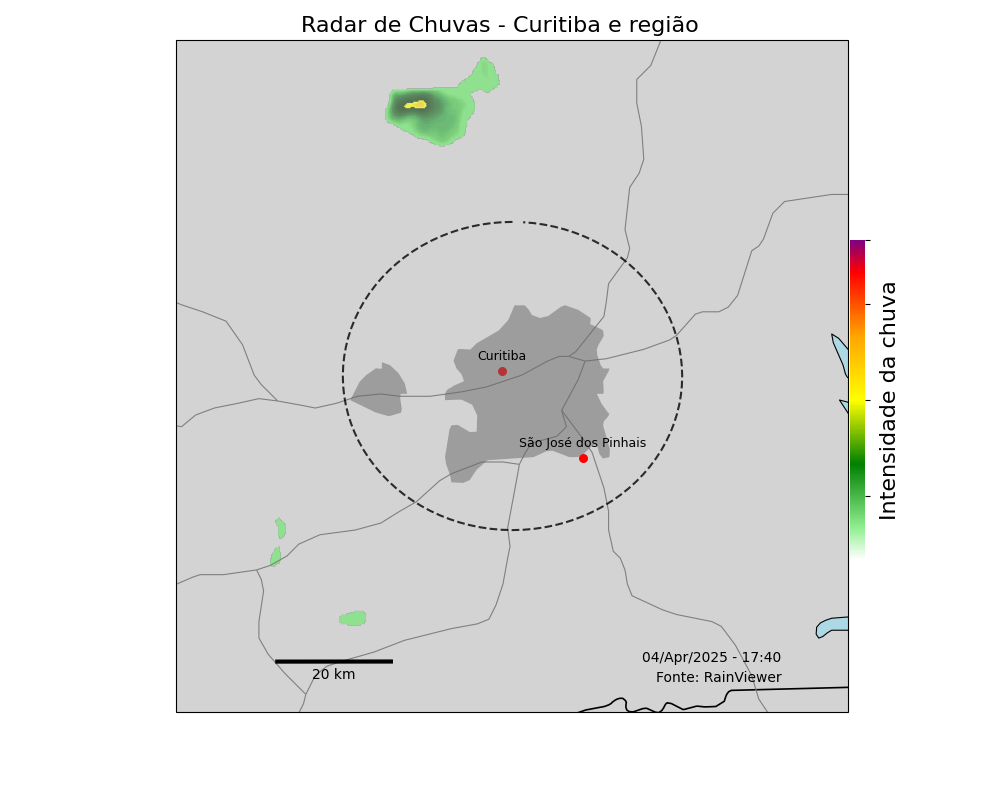 Radar de Chuvas - Curitiba e região
Curitiba
São José dos Pinhais
Intensidade da chuva
04/Apr/2025 - 17:40
20 km
Fonte: RainViewer